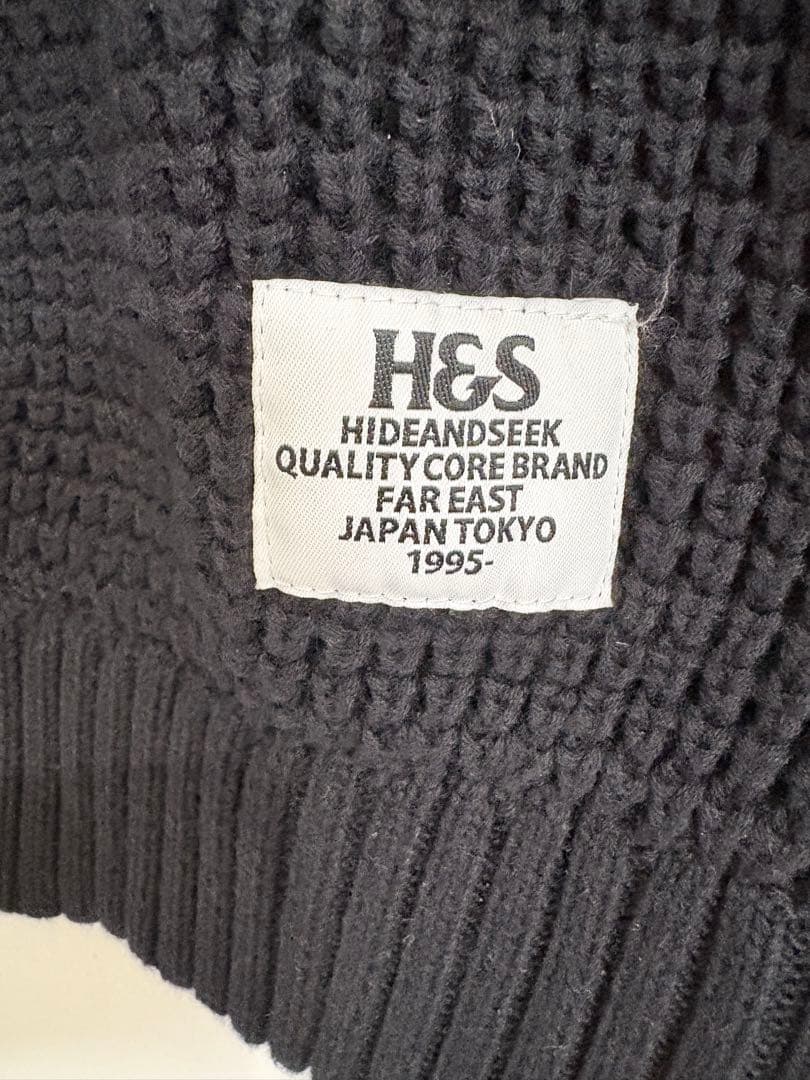 H&S
HIDEANDSEEK
QUALITY CORE BRAND
FAR EAST
JAPAN TOKYO
1995-